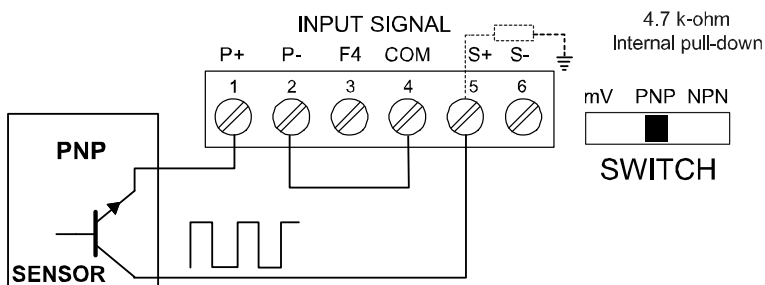 INPUT SIGNAL
4.7 k-ohm
Internal pull-down
P+ P- F4 COM S+ S-
1 2 3 4 5 6
mV PNP NPN
SWITCH
PNP
SENSOR